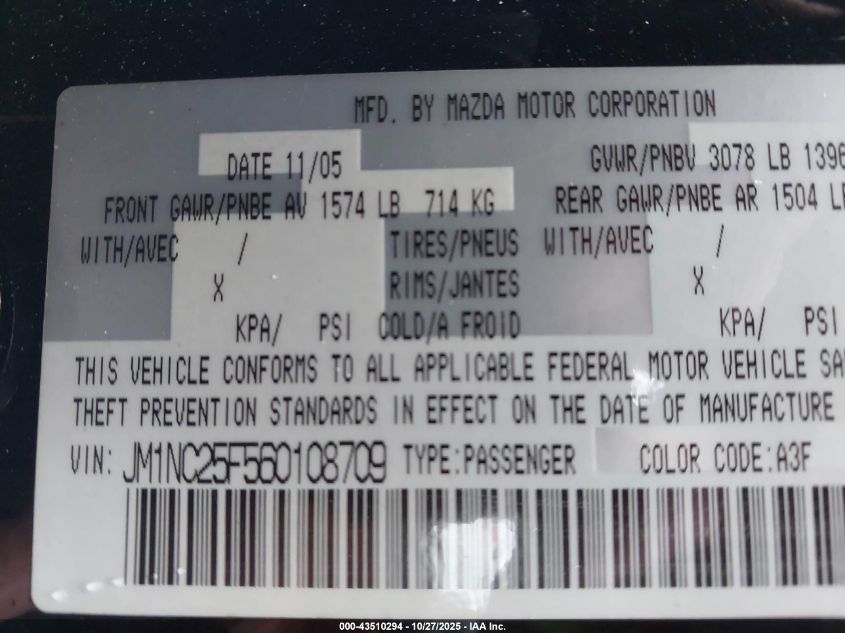 MFD. BY MAZDA MOTOR CORPORATION
DATE 11/05 GVWR/PNBV 3078 LB 1396
FRONT GAWR/PNBE AV 1574 LB 714 KG REAR GAWR/PNBE AR 1504 LB
WITH/AVEC / TIRES/PNEUS WITH/AVEC /
X RIMS/JANTES X
KPA/ PSI COLD/A FROID KPA/ PSI
THIS VEHICLE CONFORMS TO ALL APPLICABLE FEDERAL MOTOR VEHICLE SA
THEFT PREVENTION STANDARDS IN EFFECT ON THE DATE OF MANUFACTURE
VIN: JM1NC25F560108709 TYPE:PASSENGER COLOR CODE:A3F
000-43510294 - 10/27/2025 - IAA Inc.